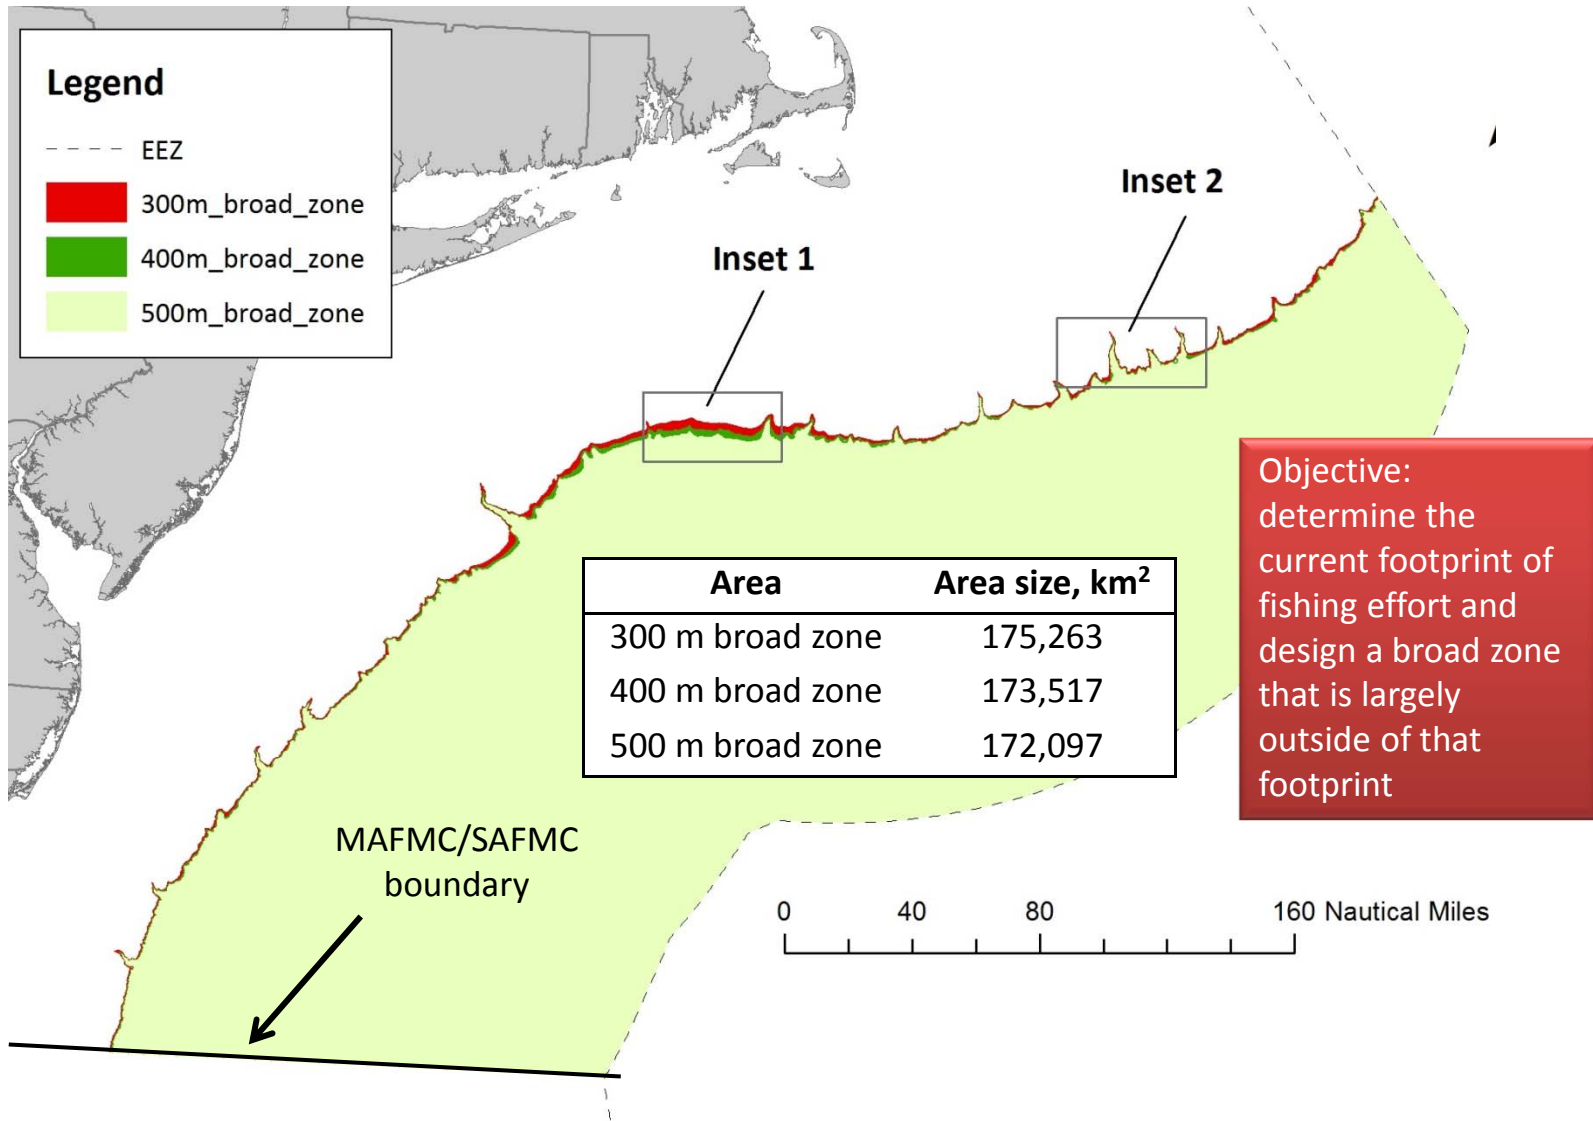 Legend
EEZ
300m_broad_zone
400m_broad_zone
500m_broad_zone
Inset 1
Inset 2
Objective:
determine the
current footprint of
fishing effort and
design a broad zone
that is largely
outside of that
footprint
Area Area size, km²
300 m broad zone 175,263
400 m broad zone 173,517
500 m broad zone 172,097
MAFMC/SAFMC
boundary
0 40 80 160 Nautical Miles